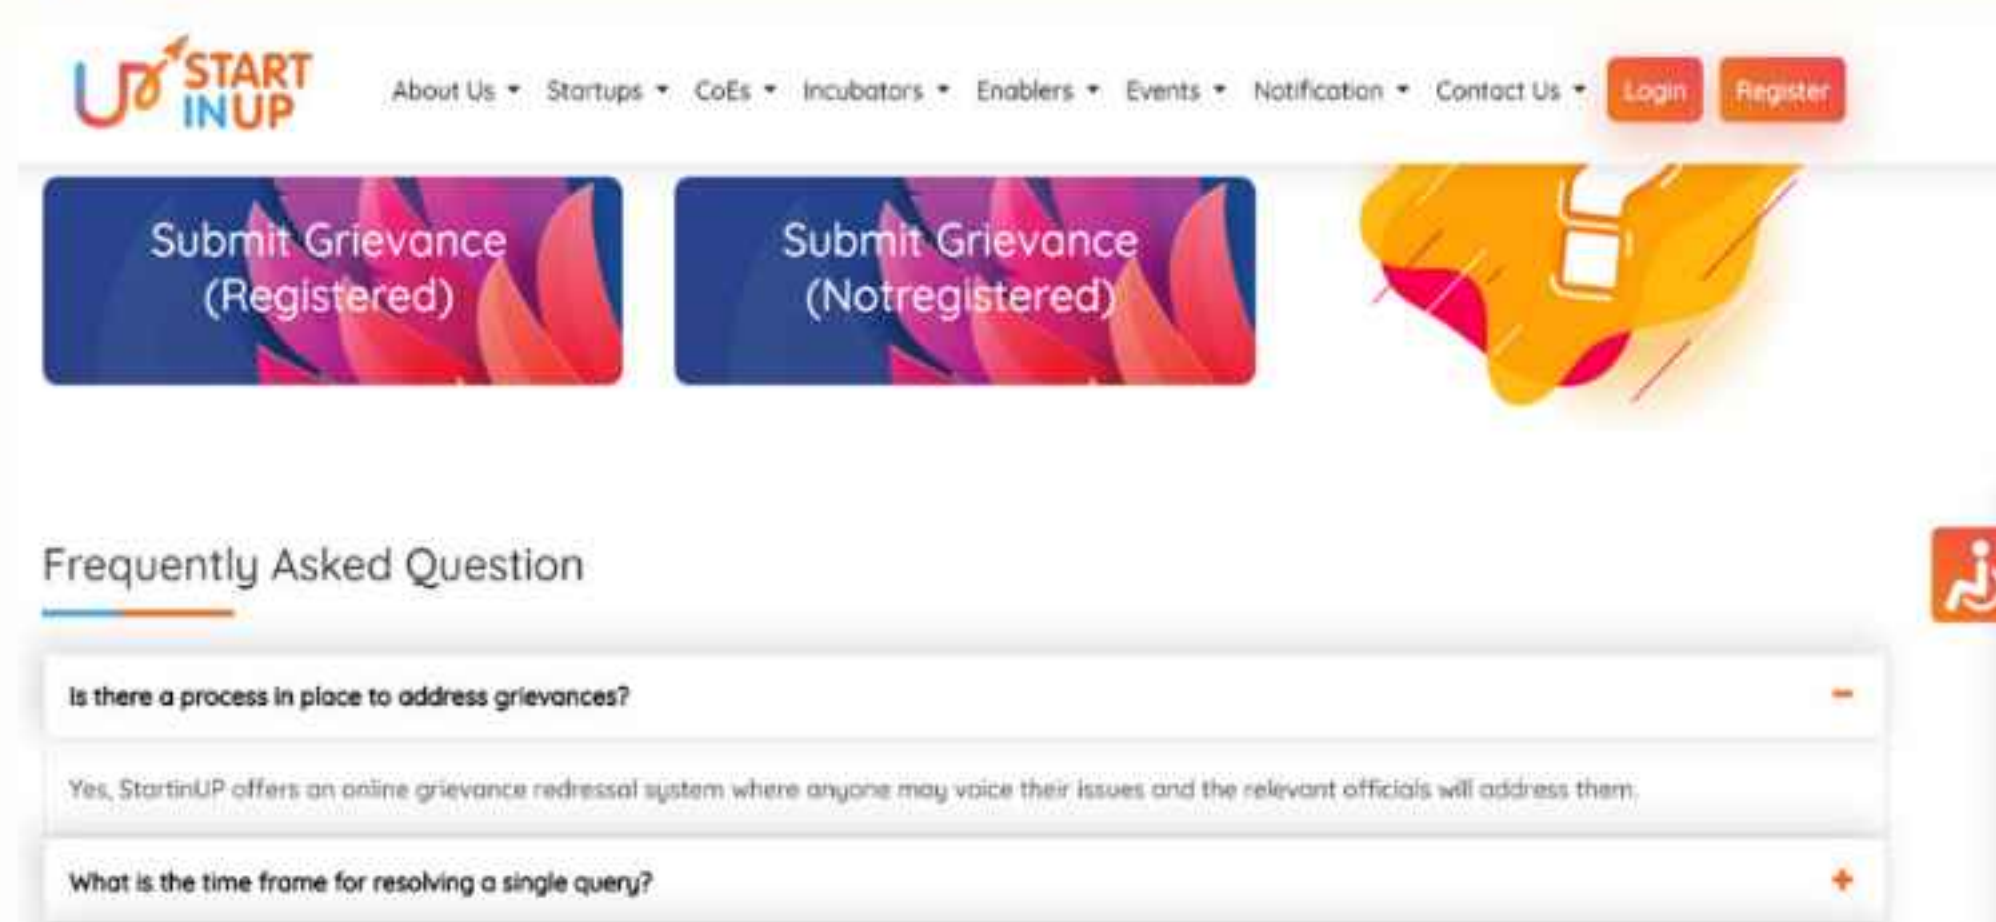 UP START
INUP
About Us Startups CoEs Incubators Enablers Events Notification Contact Us Login Register
Submit Grievance
(Registered)
Submit Grievance
(Notregistered)
Frequently Asked Question
Is there a process in place to address grievances?
Yes, StartinUP offers an online grievance redressal system where anyone may voice their issues and the relevant officials will address them.
What is the time frame for resolving a single query?